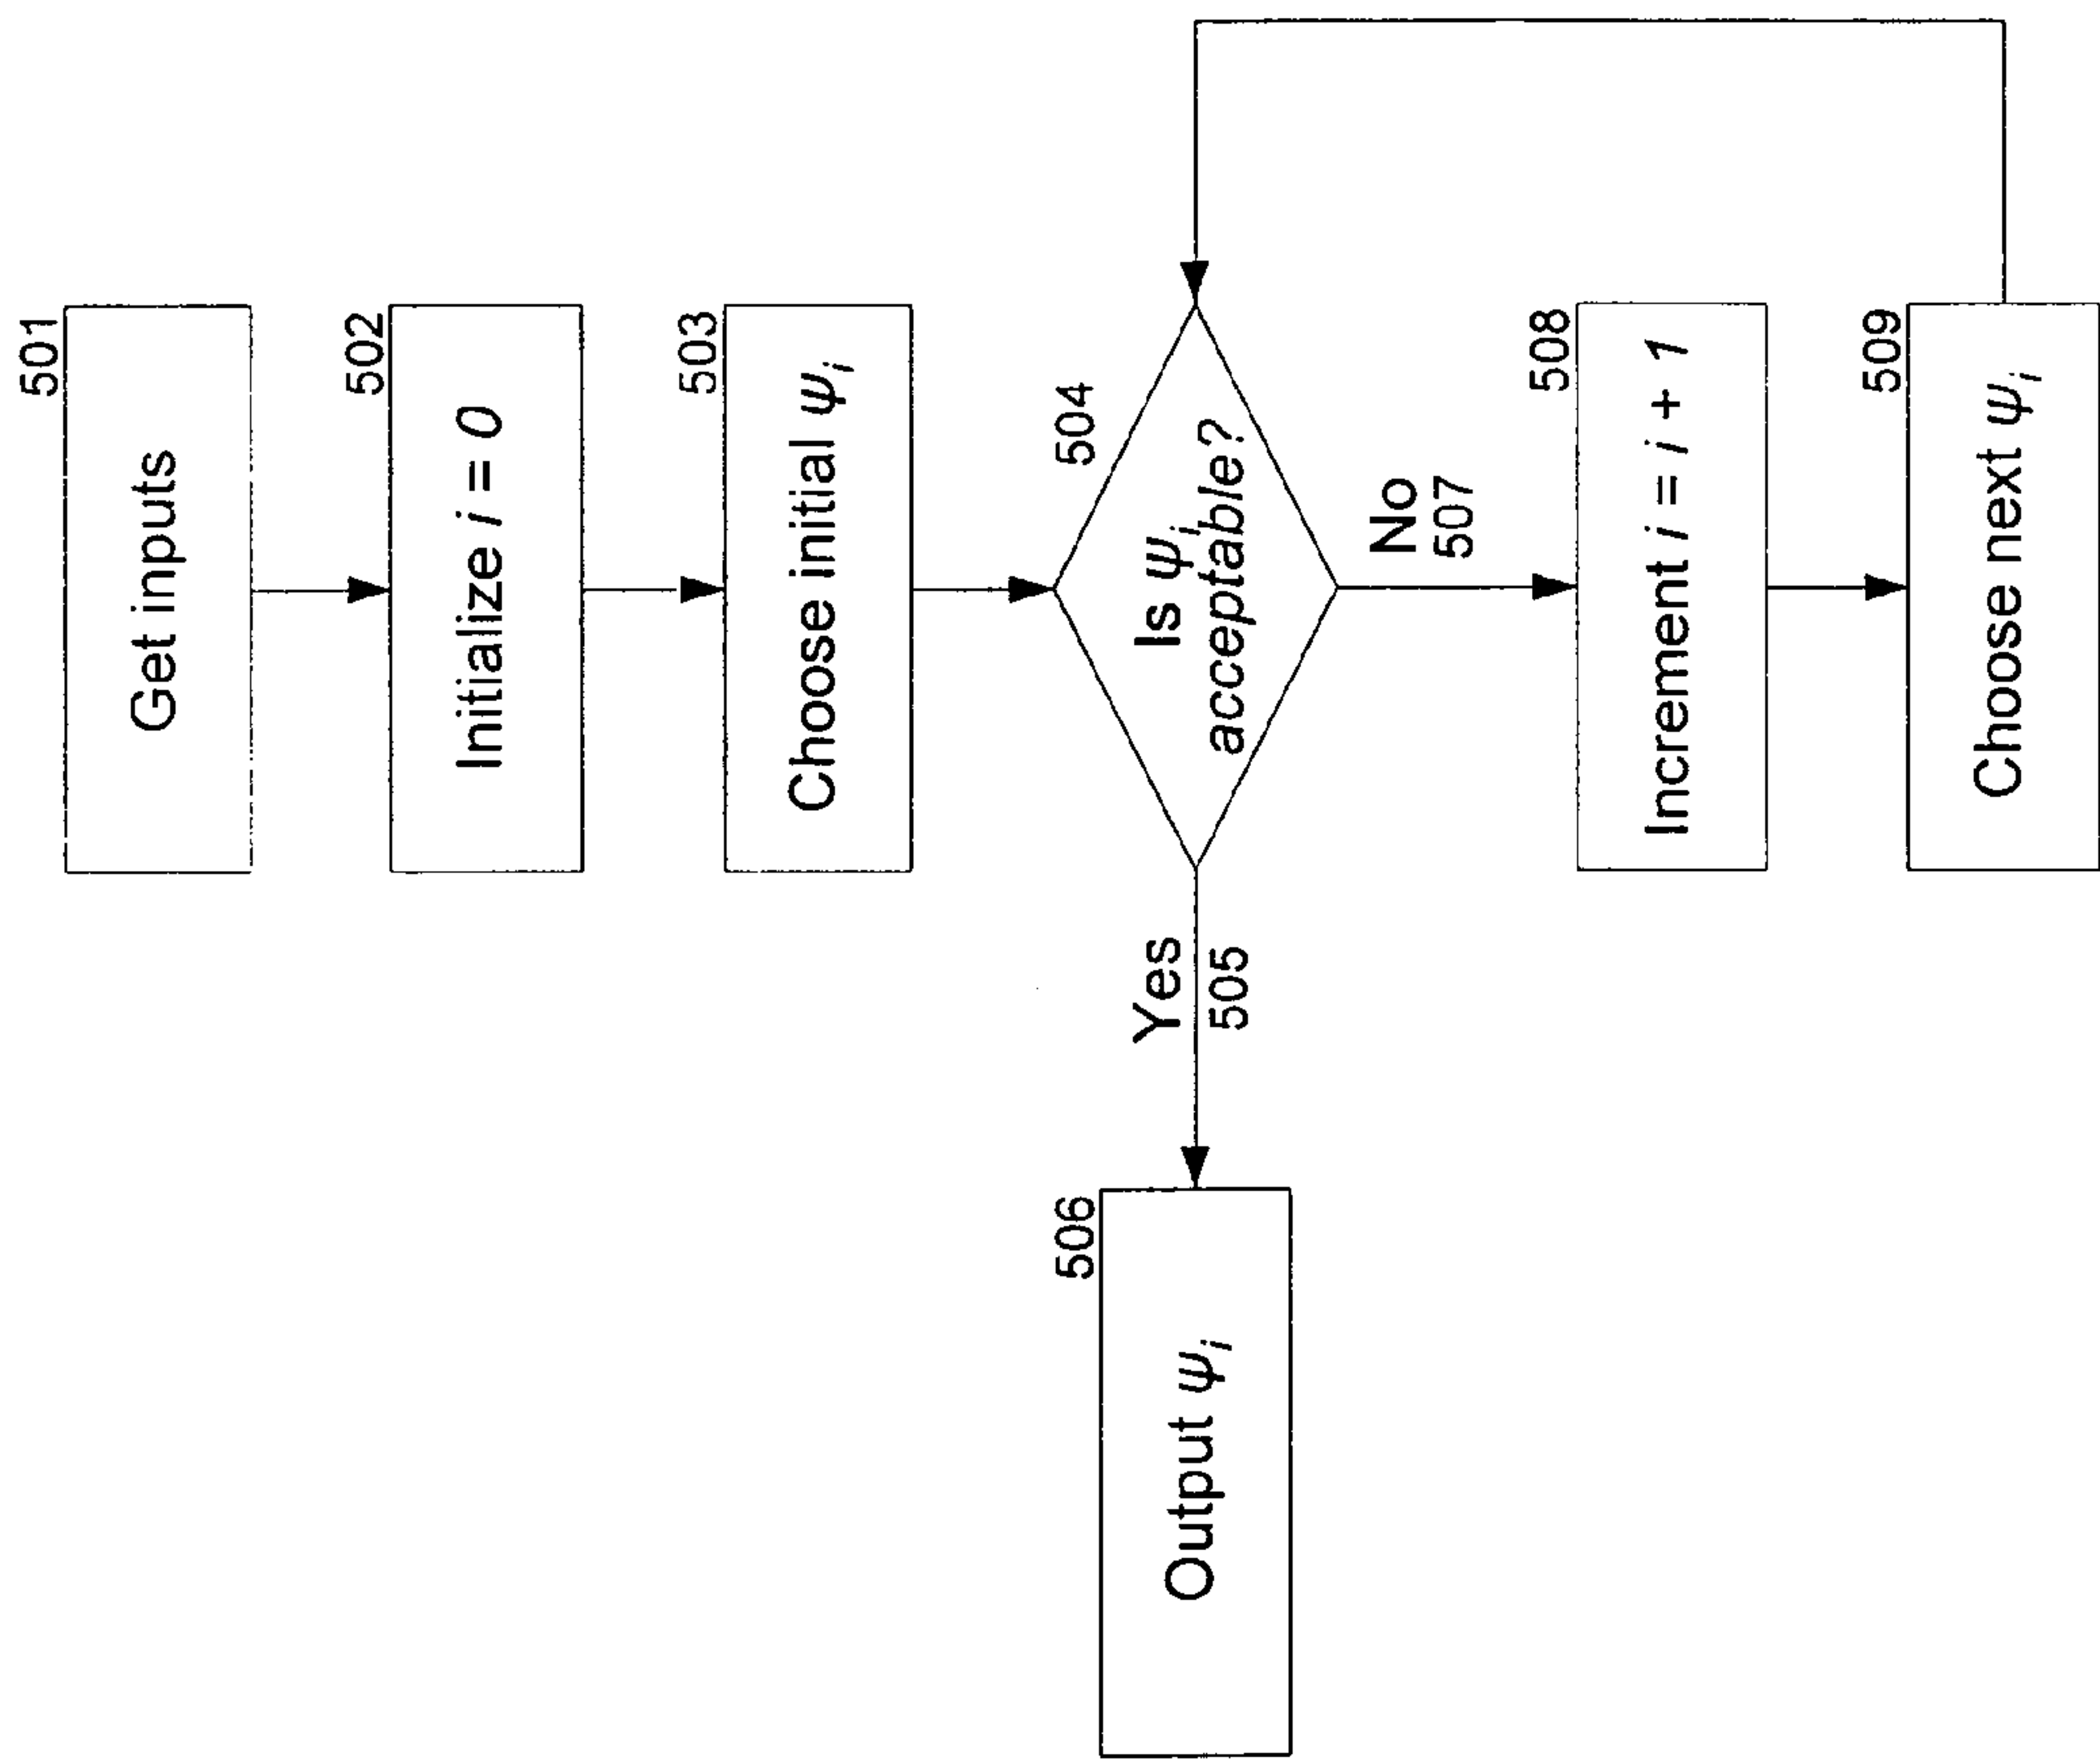 501
Get inputs
502
Initialize i = 0
503
Choose initial ψi
504
Is ψi
acceptable?
Yes
505
506
Output ψi
No
507
508
Increment i = i + 1
509
Choose next ψi